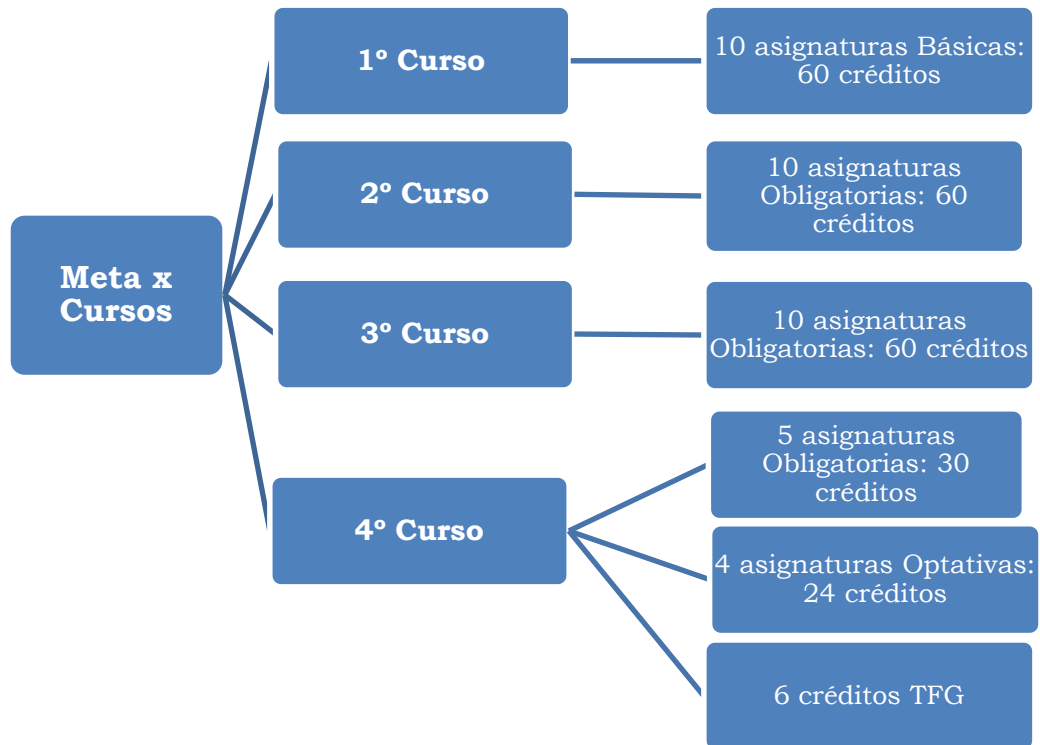 Meta x
Cursos
1º Curso
10 asignaturas Básicas:
60 créditos
2º Curso
10 asignaturas
Obligatorias: 60
créditos
3º Curso
10 asignaturas
Obligatorias: 60 créditos
4º Curso
5 asignaturas
Obligatorias: 30
créditos
4 asignaturas Optativas:
24 créditos
6 créditos TFG